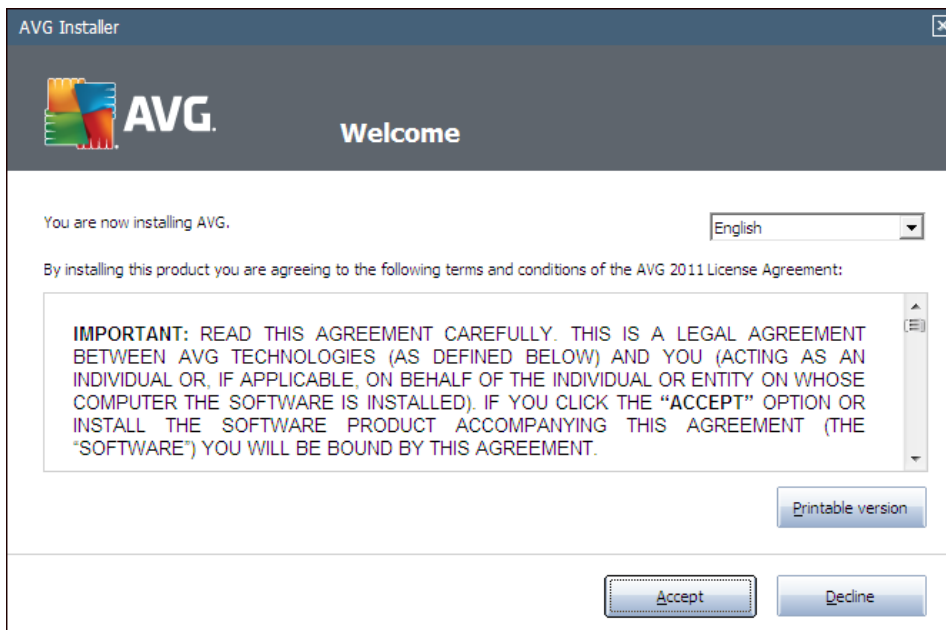 AVG Installer
AVG.
Welcome
You are now installing AVG.
English
By installing this product you are agreeing to the following terms and conditions of the AVG 2011 License Agreement:
IMPORTANT: READ THIS AGREEMENT CAREFULLY. THIS IS A LEGAL AGREEMENT
BETWEEN AVG TECHNOLOGIES (AS DEFINED BELOW) AND YOU (ACTING AS AN
INDIVIDUAL OR, IF APPLICABLE, ON BEHALF OF THE INDIVIDUAL OR ENTITY ON WHOSE
COMPUTER THE SOFTWARE IS INSTALLED). IF YOU CLICK THE “ACCEPT” OPTION OR
INSTALL THE SOFTWARE PRODUCT ACCOMPANYING THIS AGREEMENT (THE
“SOFTWARE”) YOU WILL BE BOUND BY THIS AGREEMENT.
Printable version
Accept
Decline